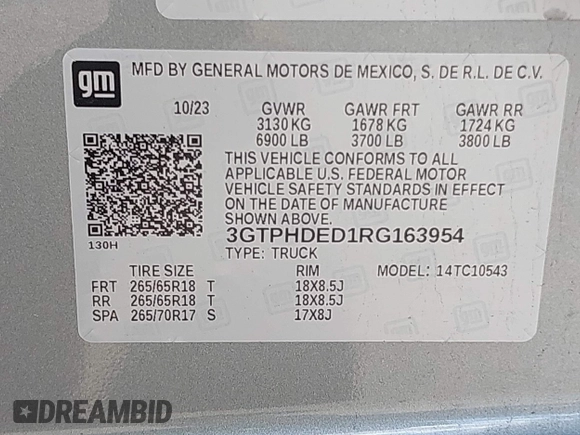 gm
MFD BY GENERAL MOTORS DE MEXICO, S. DE R.L. DE C.V.
10/23 GVWR GAWR FRT GAWR RR
3130 KG 1678 KG 1724 KG
6900 LB 3700 LB 3800 LB
THIS VEHICLE CONFORMS TO ALL
APPLICABLE U.S. FEDERAL MOTOR
VEHICLE SAFETY STANDARDS IN EFFECT
ON THE DATE OF MANUFACTURE
SHOWN ABOVE.
3GTPHDED1RG163954
130H
TYPE: TRUCK
TIRE SIZE RIM MODEL: 14TC10543
FRT 265/65R18 T 18X8.5J
RR 265/65R18 T 18X8.5J
SPA 265/70R17 S 17X8J
DREAMBID